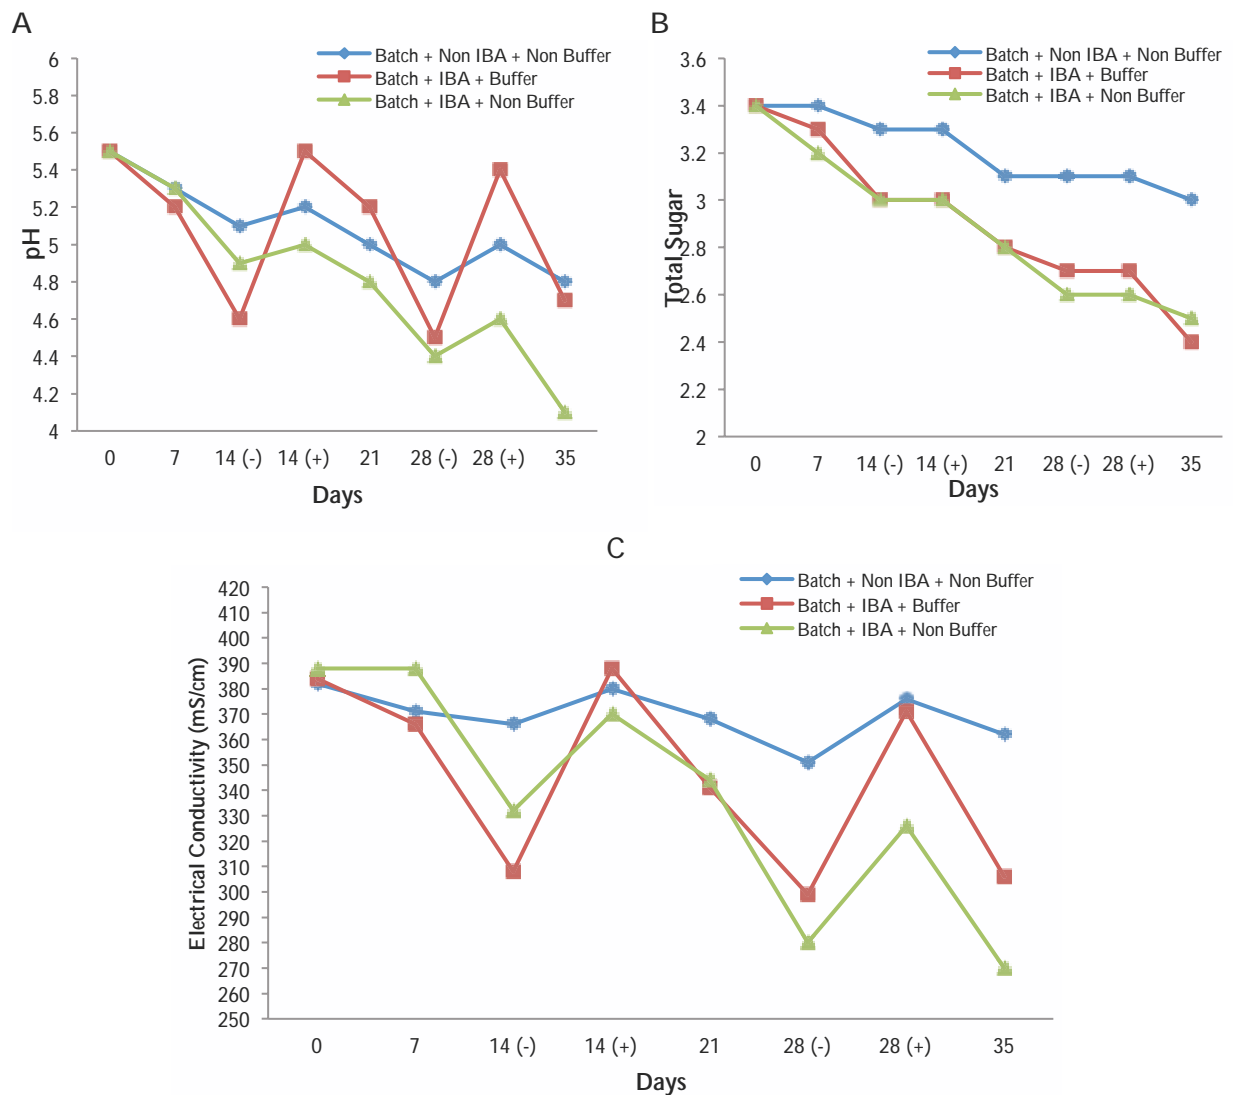 A
Batch + Non IBA + Non Buffer
Batch + IBA + Buffer
Batch + IBA + Non Buffer
6
5.8
5.6
5.4
5.2
5
4.8
4.6
4.4
4.2
4
pH
0 7 14 (-) 14 (+) 21 28 (-) 28 (+) 35
Days
B
Batch + Non IBA + Non Buffer
Batch + IBA + Buffer
Batch + IBA + Non Buffer
3.6
3.4
3.2
3
2.8
2.6
2.4
2.2
2
Total Sugar
0 7 14 (-) 14 (+) 21 28 (-) 28 (+) 35
Days
C
Batch + Non IBA + Non Buffer
Batch + IBA + Buffer
Batch + IBA + Non Buffer
420
410
400
390
380
370
360
350
340
330
320
310
300
290
280
270
260
250
Electrical Conductivity (mS/cm)
0 7 14 (-) 14 (+) 21 28 (-) 28 (+) 35
Days